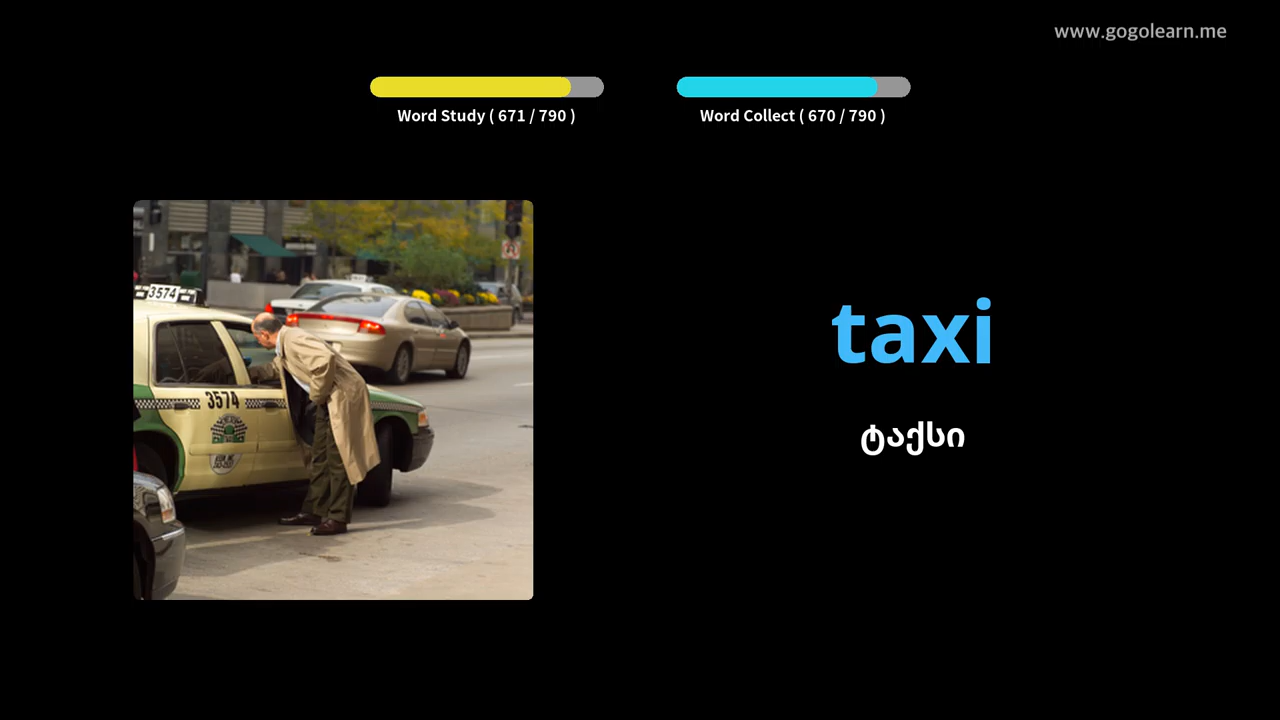 www.gogolearn.me
Word Study ( 671 / 790 )
Word Collect ( 670 / 790 )
3574
3574
taxi
ტაქსი